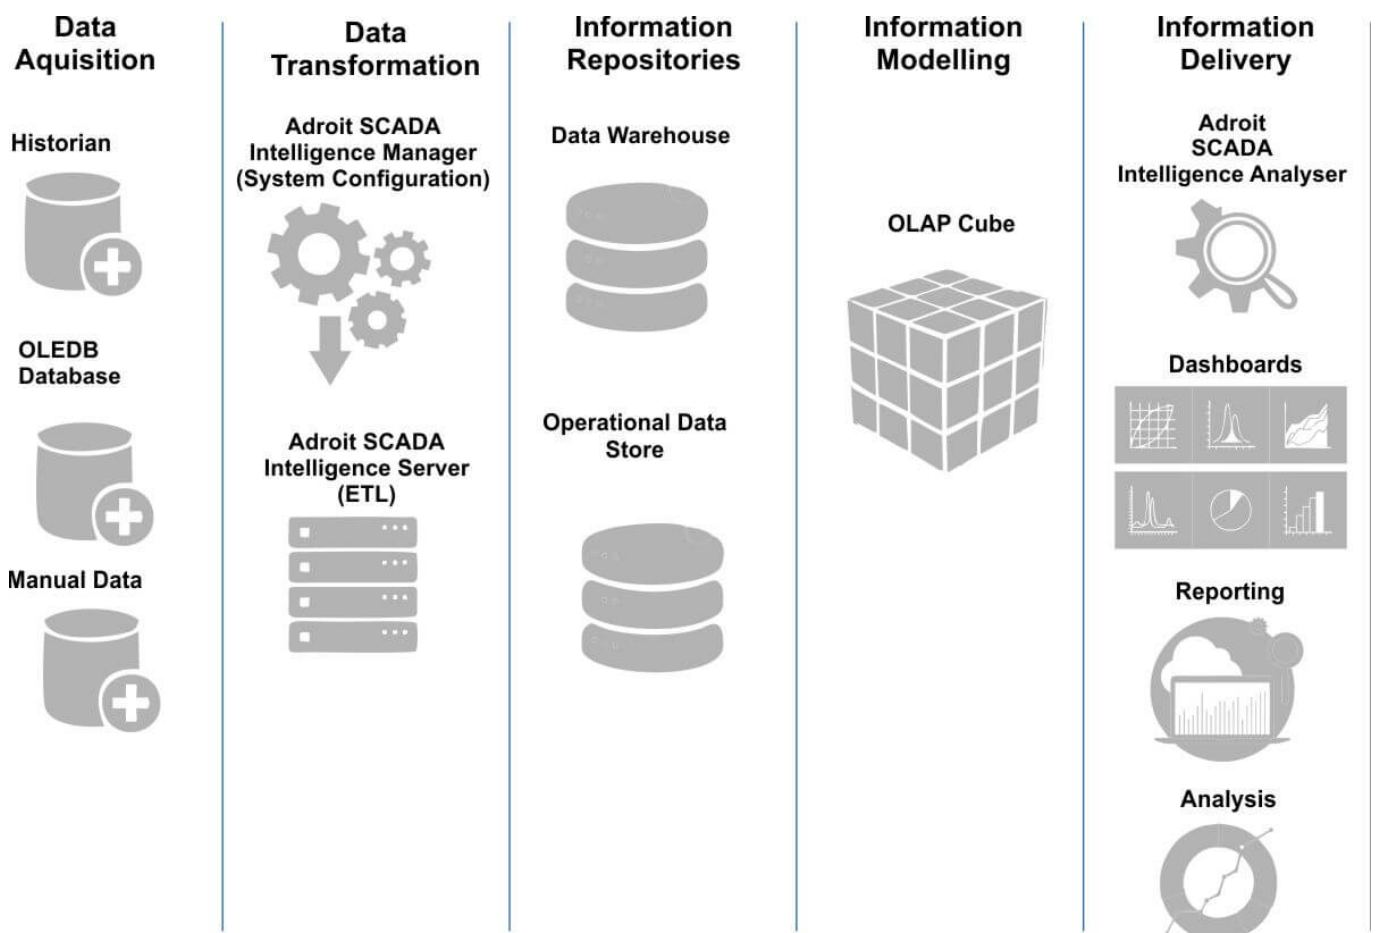 Data
Aquisition
Historian
OLEDB
Database
Manual Data
Data
Transformation
Adroit SCADA
Intelligence Manager
(System Configuration)
Adroit SCADA
Intelligence Server
(ETL)
Information
Repositories
Data Warehouse
Operational Data
Store
Information
Modelling
OLAP Cube
Information
Delivery
Adroit
SCADA
Intelligence Analyser
Dashboards
Reporting
Analysis